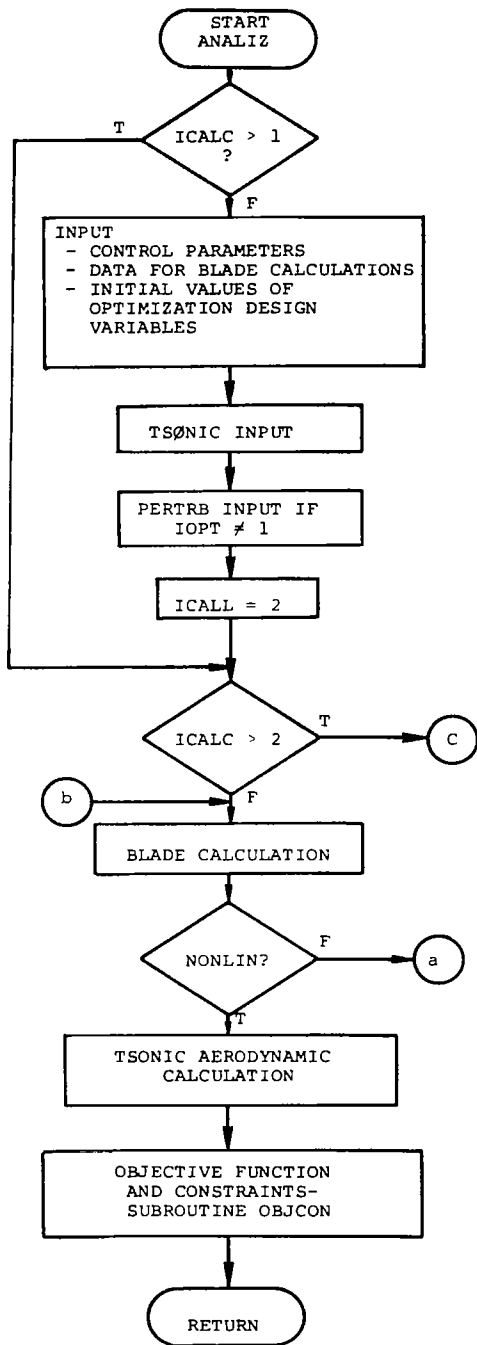 START
ANALIZ
T
ICALC > 1
?
F
INPUT
- CONTROL PARAMETERS
- DATA FOR BLADE CALCULATIONS
- INITIAL VALUES OF
OPTIMIZATION DESIGN
VARIABLES
TSØNIC INPUT
PERTRB INPUT IF
IOPT ≠ 1
ICALL = 2
ICALC > 2
T
C
b
F
BLADE CALCULATION
NONLIN?
F
a
T
TSONIC AERODYNAMIC
CALCULATION
OBJECTIVE FUNCTION
AND CONSTRAINTS-
SUBROUTINE OBJCON
RETURN